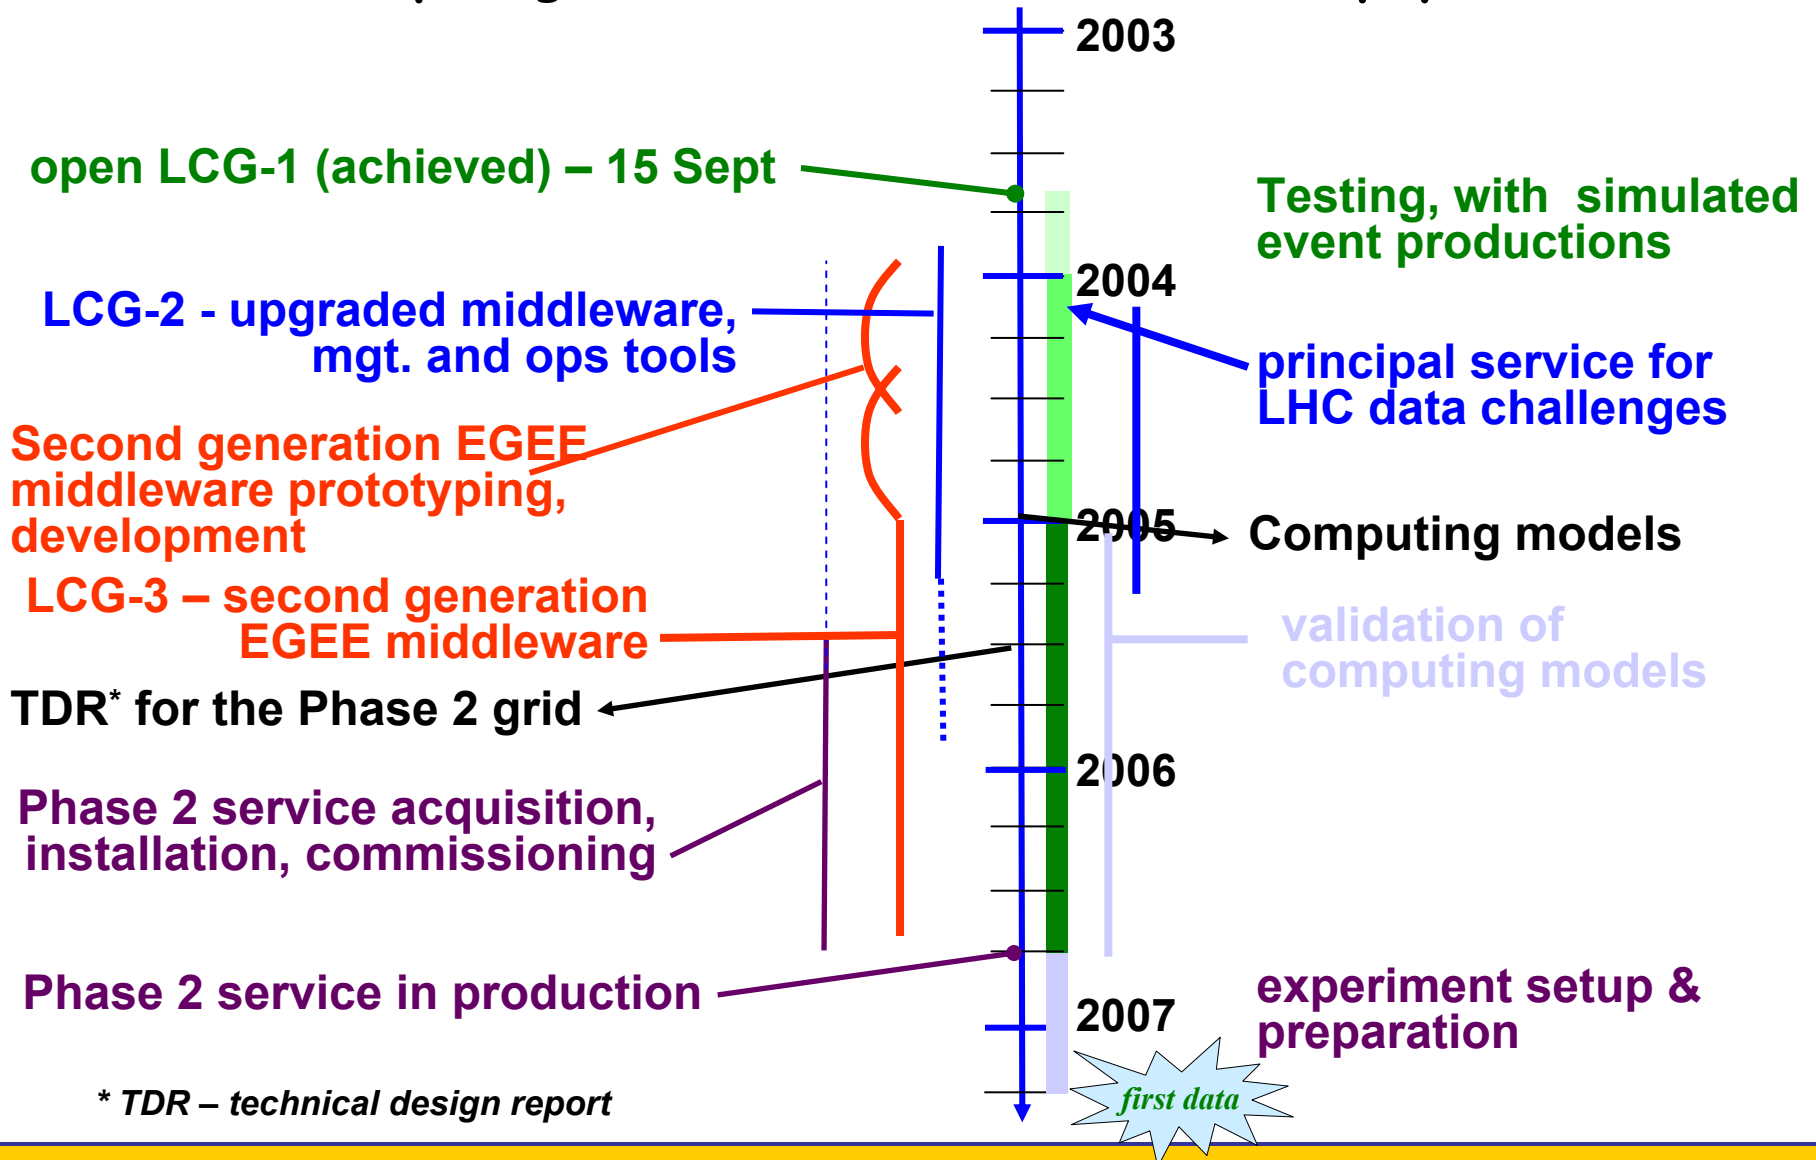 2003
open LCG-1 (achieved) – 15 Sept
Testing, with simulated
event productions
2004
LCG-2 - upgraded middleware,
mgt. and ops tools
principal service for
LHC data challenges
Second generation EGEE
middleware prototyping,
development
2005
Computing models
LCG-3 – second generation
EGEE middleware
validation of
computing models
TDR* for the Phase 2 grid
2006
Phase 2 service acquisition,
installation, commissioning
Phase 2 service in production
experiment setup &
preparation
2007
first data
* TDR – technical design report